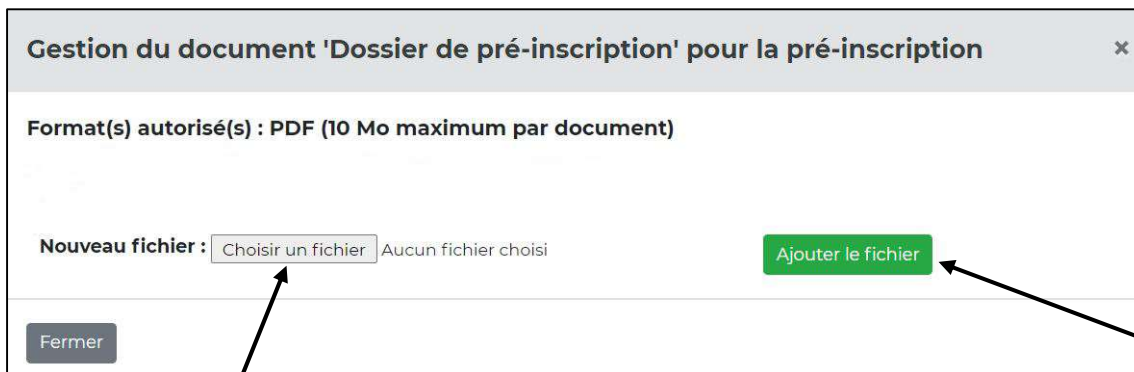 Gestion du document 'Dossier de pré-inscription' pour la pré-inscription ×
Format(s) autorisé(s) : PDF (10 Mo maximum par document)
Nouveau fichier : Choisir un fichier Aucun fichier choisi Ajouter le fichier
Fermer